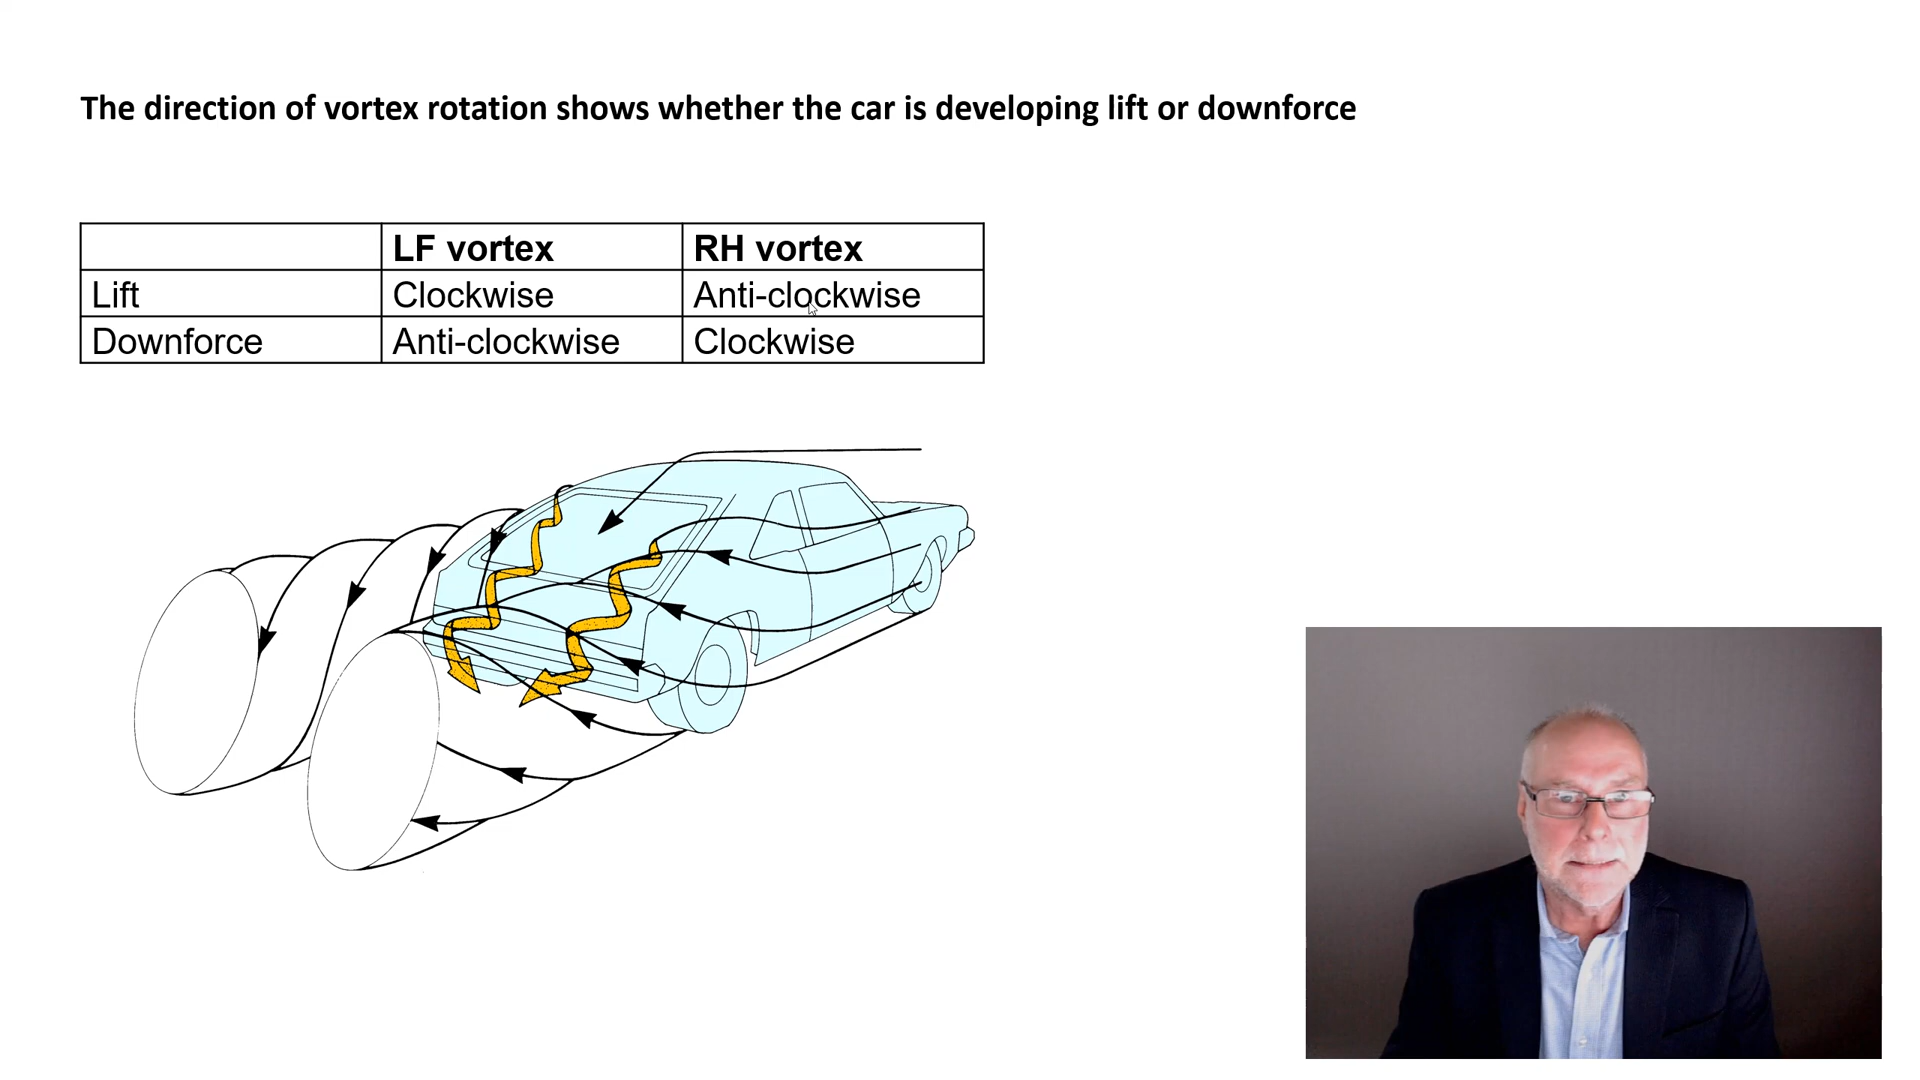 The direction of vortex rotation shows whether the car is developing lift or downforce
LF vortex RH vortex
Lift Clockwise Anti-clockwise
Downforce Anti-clockwise Clockwise